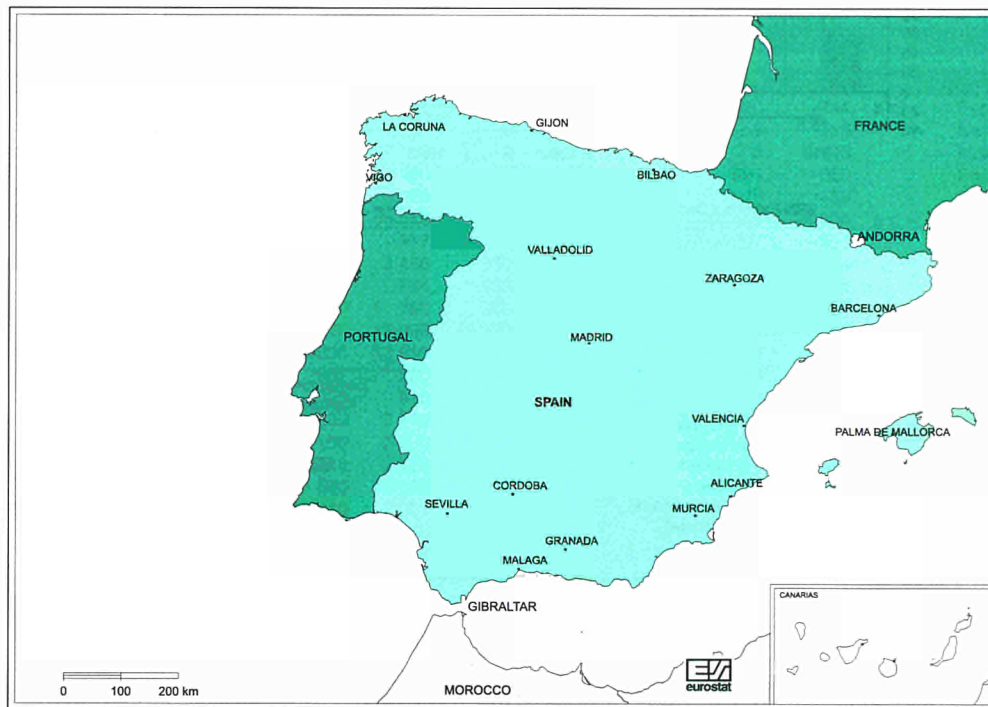 LA CORUNA
GIJON
FRANCE
VIGO
BILBAO
ANDORRA
VALLADOLID
ZARAGOZA
BARCELONA
PORTUGAL
MADRID
SPAIN
VALENCIA
PALMA DE MALLORCA
CORDOBA
ALICANTE
SEVILLA
MURCIA
GRANADA
MALAGA
GIBRALTAR
CANARIAS
0 100 200 km
MOROCCO
eurostat